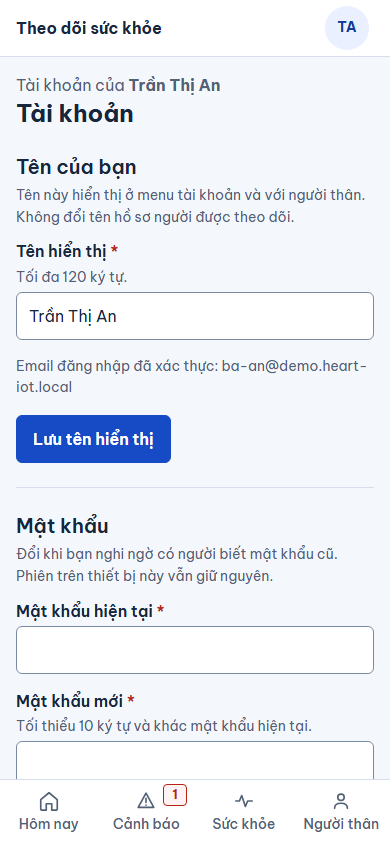 Theo dõi sức khỏe
TA
Tài khoản của Trần Thị An
Tài khoản
Tên của bạn
Tên này hiển thị ở menu tài khoản và với người thân.
Không đổi tên hồ sơ người được theo dõi.
Tên hiển thị *
Tối đa 120 ký tự.
Trần Thị An
Email đăng nhập đã xác thực: ba-an@demo.heart-
iot.local
Lưu tên hiển thị
Mật khẩu
Đổi khi bạn nghi ngờ có người biết mật khẩu cũ.
Phiên trên thiết bị này vẫn giữ nguyên.
Mật khẩu hiện tại *
Mật khẩu mới *
Tối thiểu 10 ký tự và khác mật khẩu hiện tại.
1
Hôm nay
Cảnh báo
Sức khỏe
Người thân